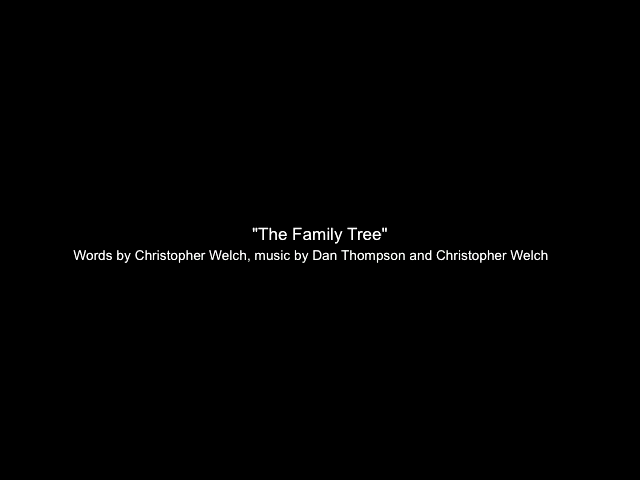 "The Family Tree"
Words by Christopher Welch, music by Dan Thompson and Christopher Welch